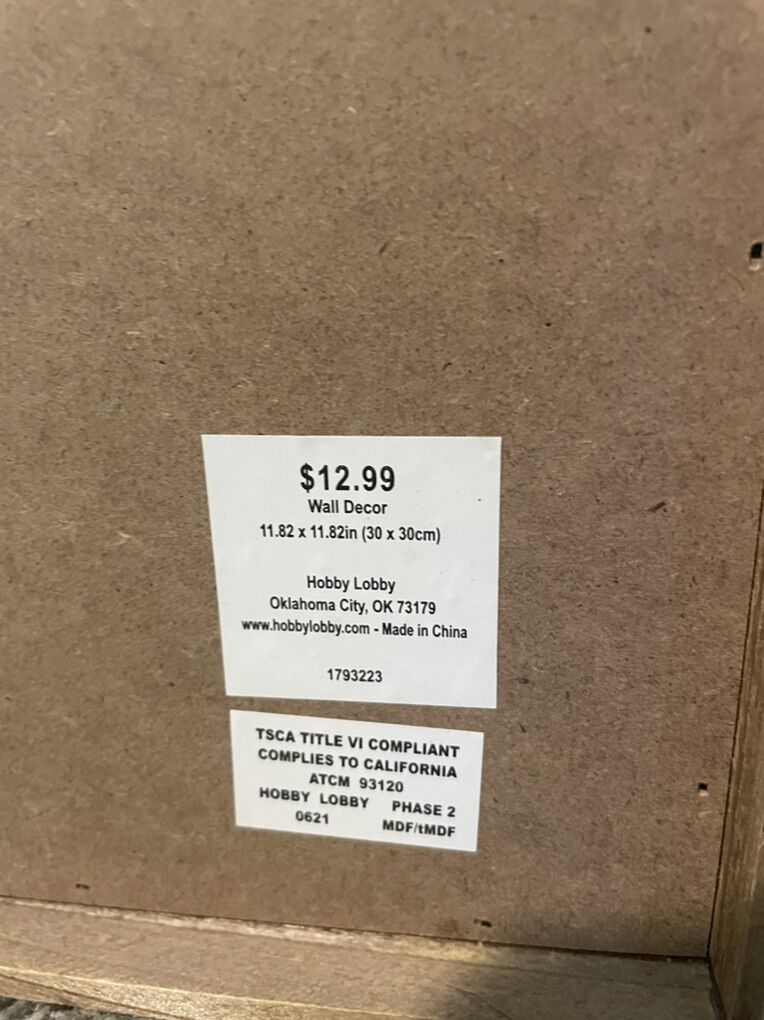 $12.99
Wall Decor
11.82 x 11.82in (30 x 30cm)
Hobby Lobby
Oklahoma City, OK 73179
www.hobbylobby.com - Made in China
1793223
TSCA TITLE VI COMPLIANT
COMPLIES TO CALIFORNIA
ATCM 93120
HOBBY LOBBY PHASE 2
0621 MDF/tMDF